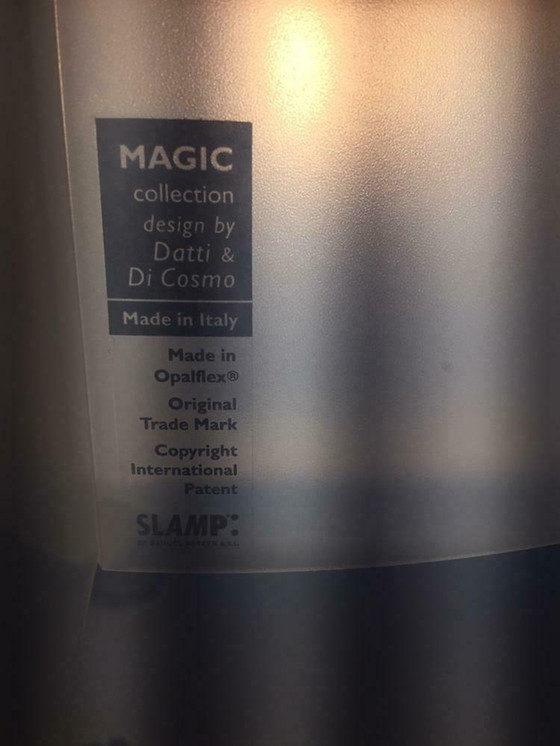 MAGIC
collection
design by
Datti &
Di Cosmo
Made in Italy
Made in
Opalflex®
Original
Trade Mark
Copyright
International
Patent
SLAMP